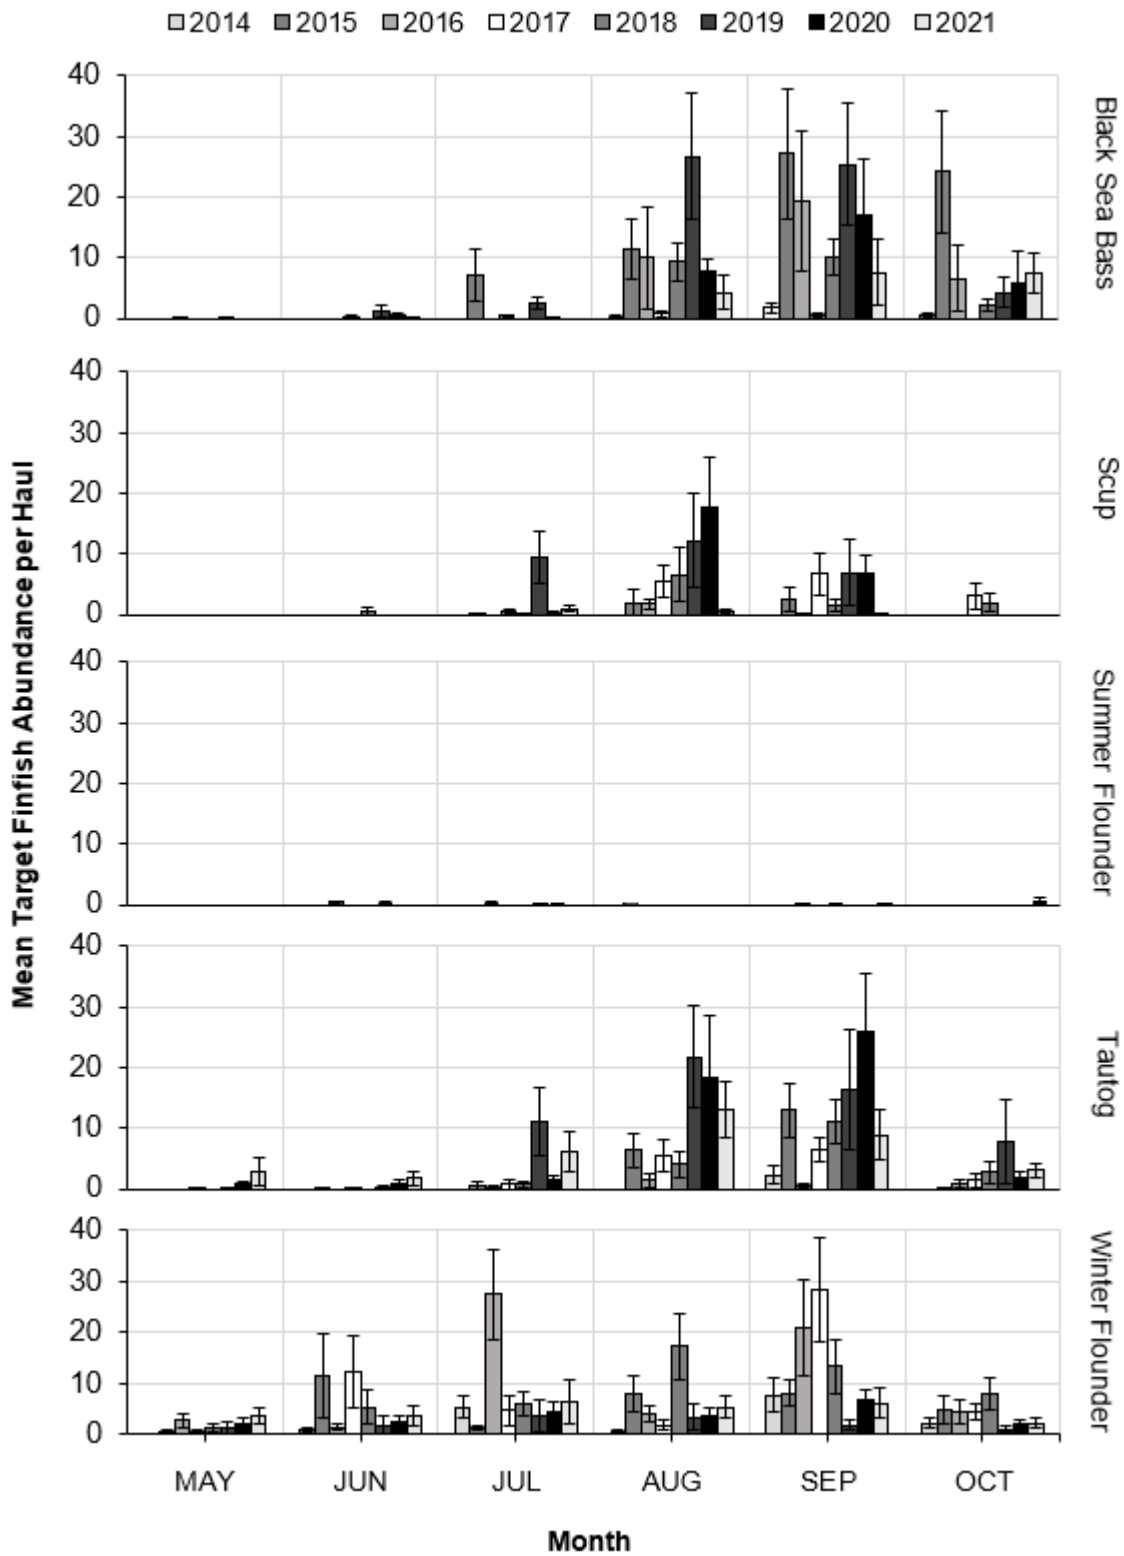 2014 2015 2016 2017 2018 2019 2020 2021
40
30
20
10
0
Black Sea Bass
40
30
20
10
0
Scup
Mean Target Finfish Abundance per Haul
40
30
20
10
0
Summer Flounder
40
30
20
10
0
Tautog
40
30
20
10
0
Winter Flounder
MAY JUN JUL AUG SEP OCT
Month